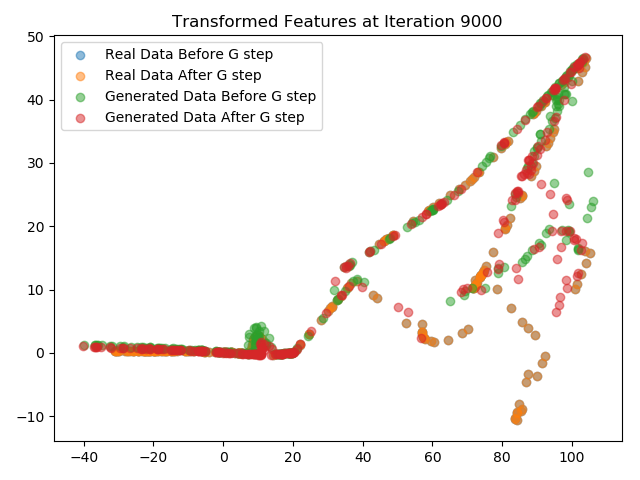 Transformed Features at Iteration 9000
Real Data Before G step
Real Data After G step
Generated Data Before G step
Generated Data After G step
50
40
30
20
10
0
−10
−40 −20 0 20 40 60 80 100